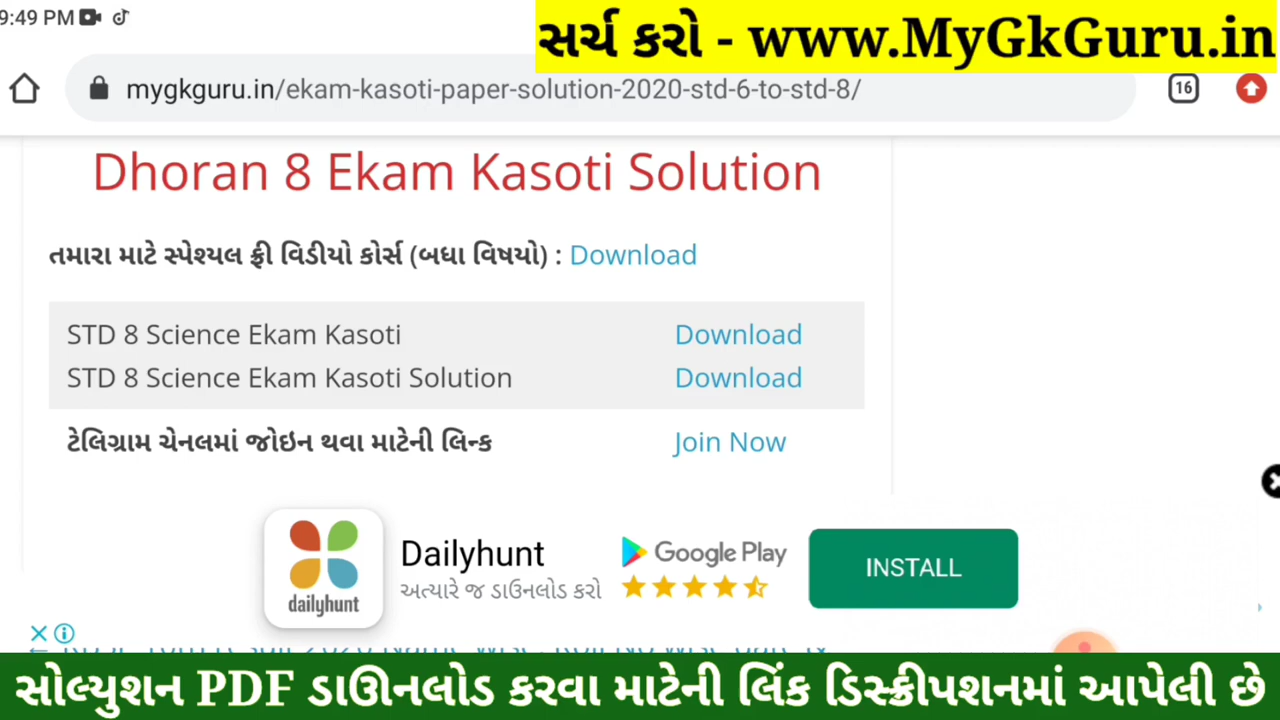 9:49 PM
સર્ચ કરો - www.MyGkGuru.in
mygkguru.in/ekam-kasoti-paper-solution-2020-std-6-to-std-8/
16
Dhoran 8 Ekam Kasoti Solution
તમારા માટે સ્પેશ્યલ ફ્રી વિડીયો કોર્સ (બધા વિષયો) : Download
STD 8 Science Ekam Kasoti Download
STD 8 Science Ekam Kasoti Solution Download
ટેલિગ્રામ ચેનલમાં જોઇન થવા માટેની લિન્ક Join Now
Dailyhunt
અત્યારે જ ડાઉનલોડ કરો
dailyhunt
Google Play
INSTALL
સોલ્યુશન PDF ડાઊનલોડ કરવા માટેની લિંક ડિસ્ક્રીપશનમાં આપેલી છે